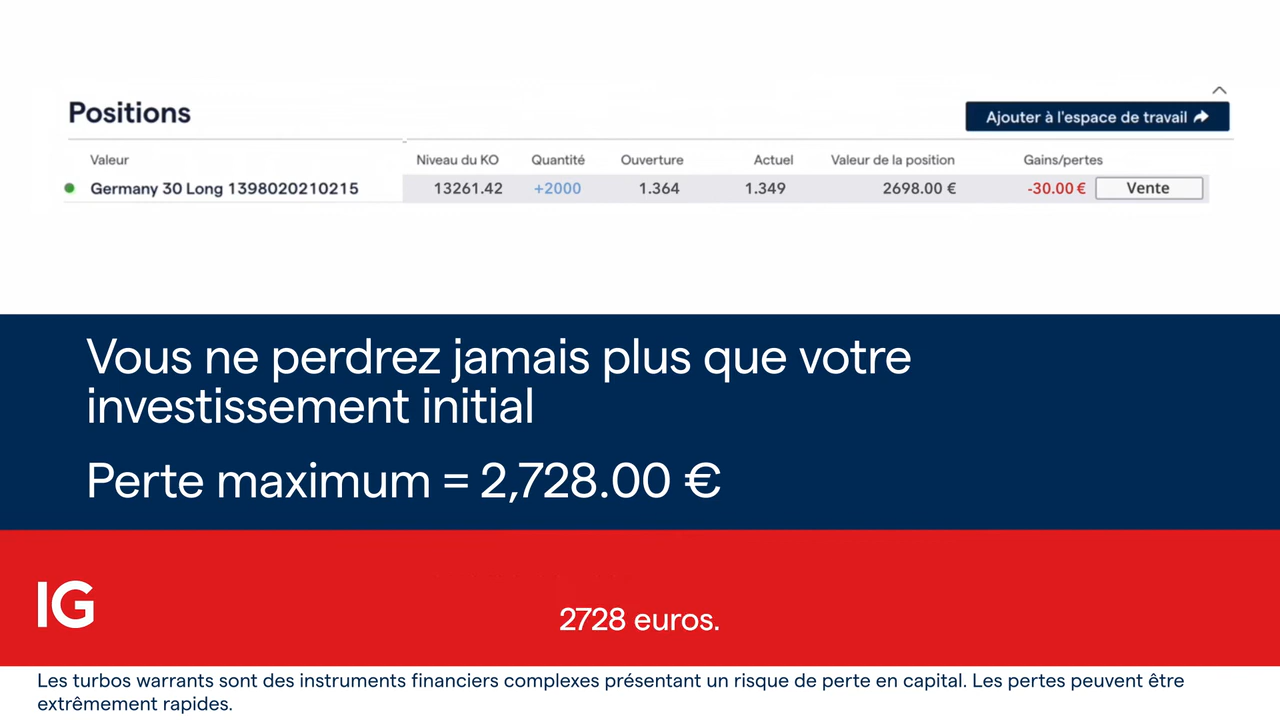 Positions
Ajouter à l'espace de travail
Valeur Niveau du KO Quantité Ouverture Actuel Valeur de la position Gains/pertes
Germany 30 Long 1398020210215 13261.42 +2000 1.364 1.349 2698.00 € -30.00 € Vente
Vous ne perdrez jamais plus que votre
investissement initial
Perte maximum = 2,728.00 €
IG
2728 euros.
Les turbos warrants sont des instruments financiers complexes présentant un risque de perte en capital. Les pertes peuvent être
extrêmement rapides.